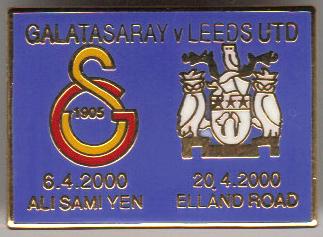 GALATASARAY v LEEDS UTD
1905
6.4.2000 20.4.2000
ALI SAMI YEN ELLAND ROAD